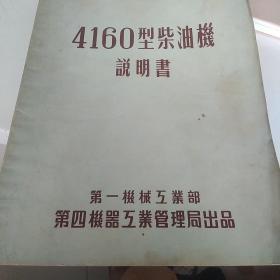 4160型柴油機
説明書
第一機械工業部
第四機器工業管理局出品